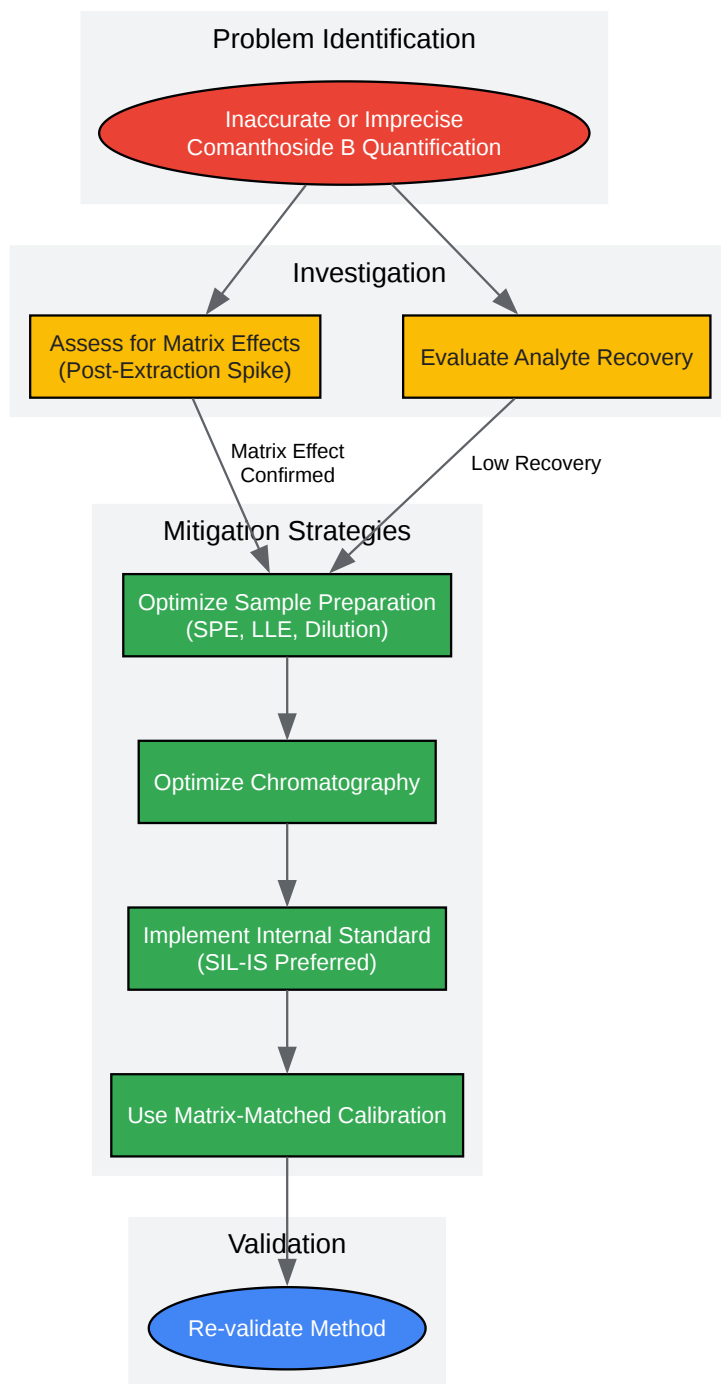 Problem Identification
Inaccurate or Imprecise
Comanthoside B Quantification
Investigation
Assess for Matrix Effects
(Post-Extraction Spike)
Evaluate Analyte Recovery
Matrix Effect
Confirmed
Low Recovery
Mitigation Strategies
Optimize Sample Preparation
(SPE, LLE, Dilution)
Optimize Chromatography
Implement Internal Standard
(SIL-IS Preferred)
Use Matrix-Matched Calibration
Validation
Re-validate Method